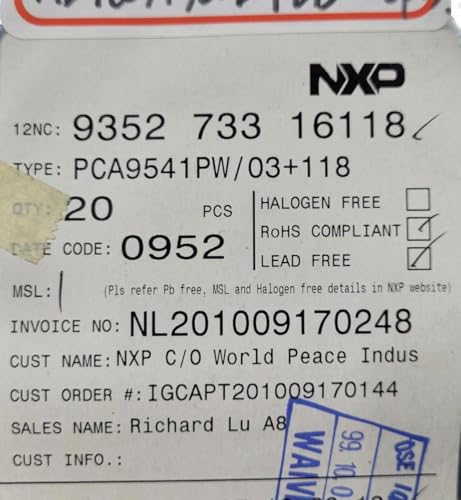 NXP
12NC: 9352 733 16118
TYPE: PCA9541PW/03+118
QTY: 20 PCS
HALOGEN FREE
RoHS COMPLIANT
DATE CODE: 0952
LEAD FREE
MSL: 1 (Pls refer Pb free, MSL and Halogen free details in NXP website)
INVOICE NO: NL201009170248
CUST NAME: NXP C/O World Peace Indus
CUST ORDER #: IGCAPT201009170144
SALES NAME: Richard Lu A8
CUST INFO.: